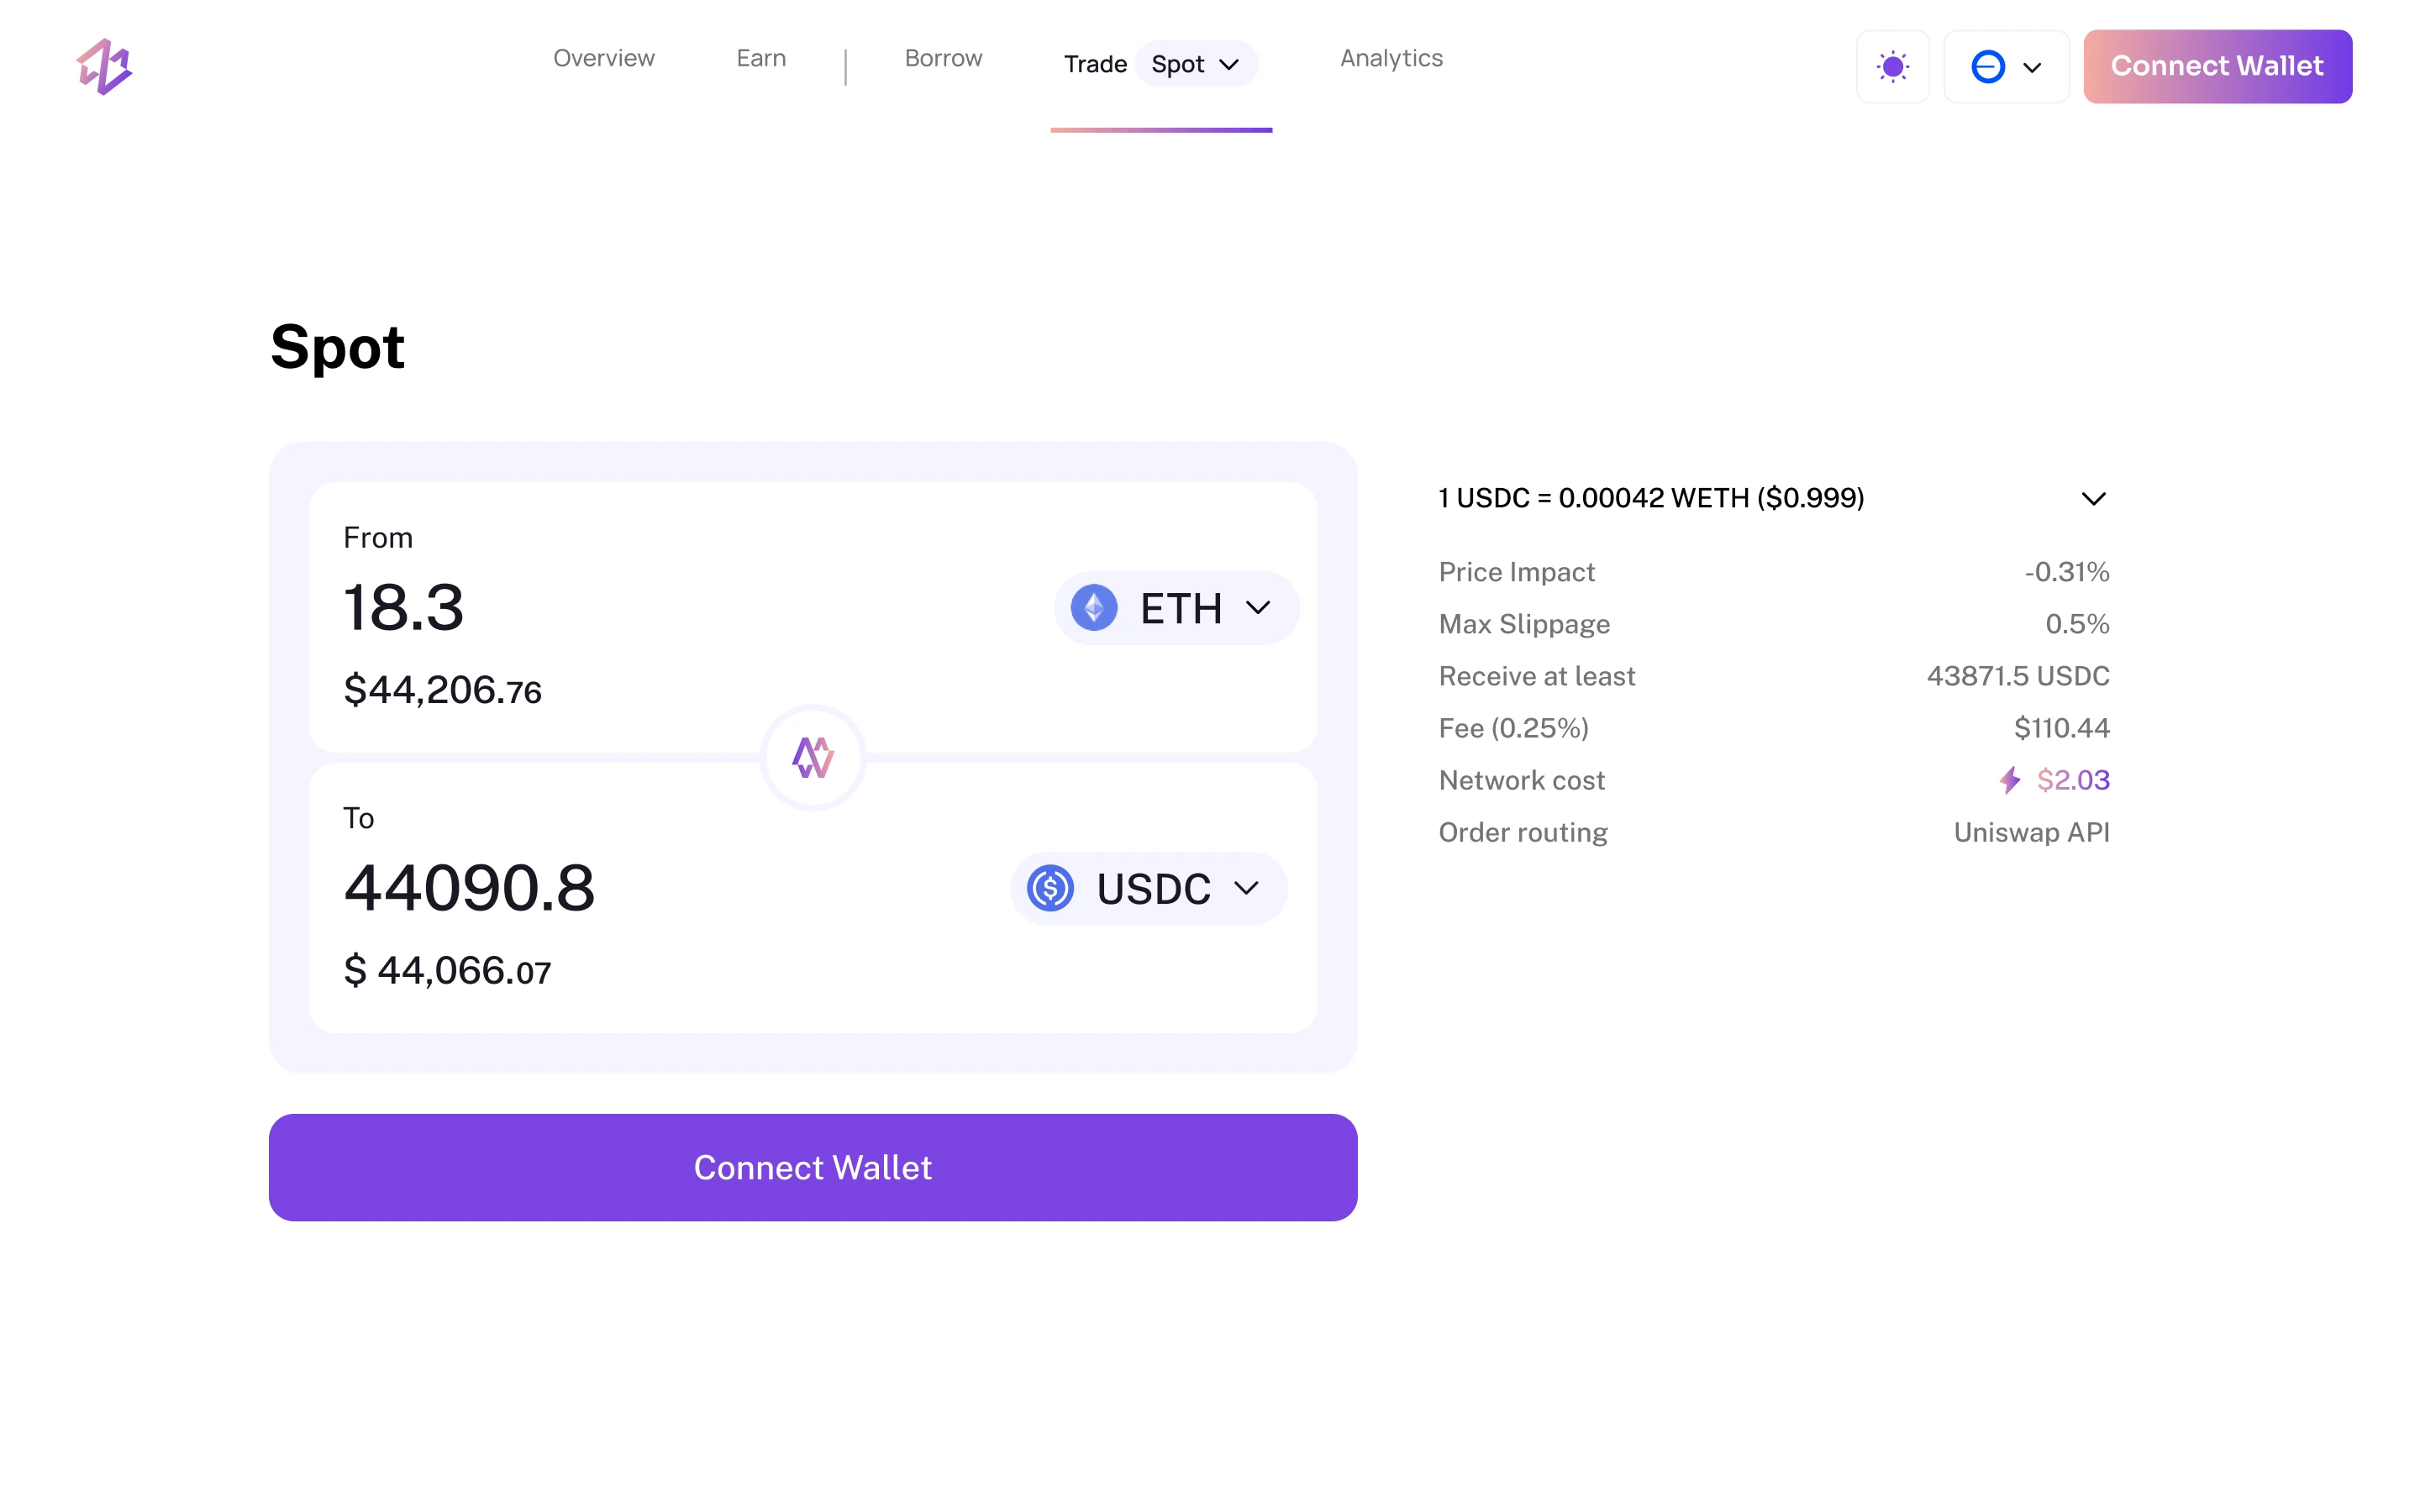 Overview
Earn
Borrow
Trade Spot
Analytics
Connect Wallet
Spot
From
18.3
ETH
$44,206.76
To
44090.8
USDC
$ 44,066.07
Connect Wallet
1 USDC = 0.00042 WETH ($0.999)
Price Impact -0.31%
Max Slippage 0.5%
Receive at least 43871.5 USDC
Fee (0.25%) $110.44
Network cost $2.03
Order routing Uniswap API